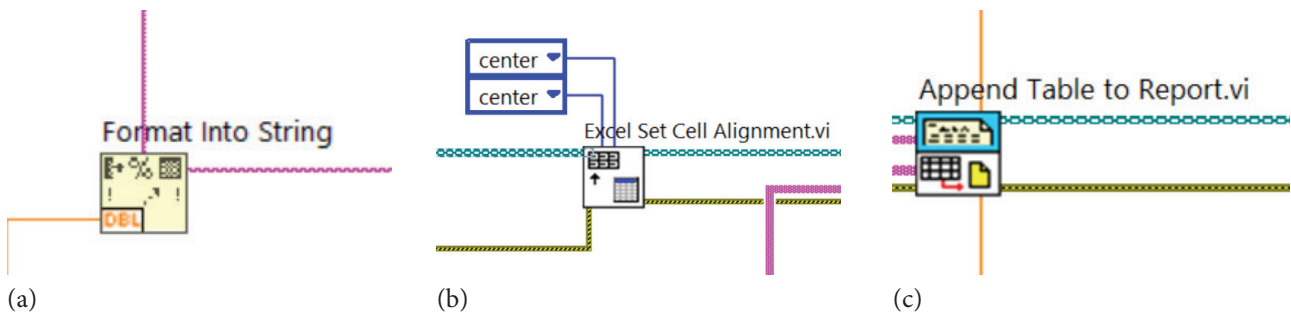 Format Into String
% 
! !
DBL
(a)
center
center
Excel Set Cell Alignment.vi
(b)
Append Table to Report.vi
(c)